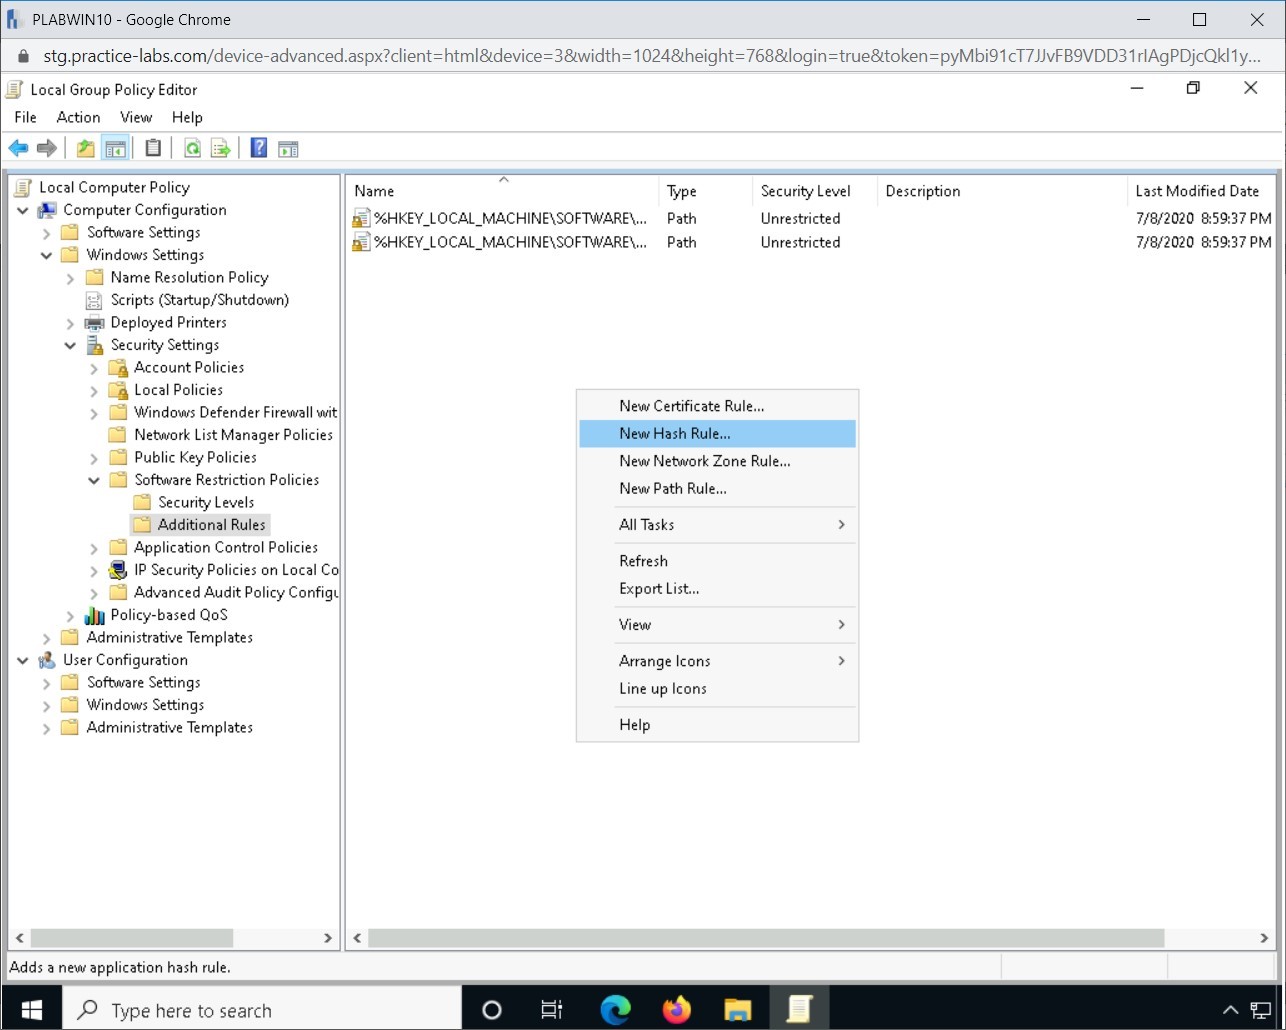 PLABWIN10 - Google Chrome
stg.practice-labs.com/device-advanced.aspx?client=html&device=3&width=1024&height=768&login=true&token=pyMbi91cT7JJvFB9VDD31rIAgPDjcQkl1y...
Local Group Policy Editor
File Action View Help
Local Computer Policy
Computer Configuration
Software Settings
Windows Settings
Name Resolution Policy
Scripts (Startup/Shutdown)
Deployed Printers
Security Settings
Account Policies
Local Policies
Windows Defender Firewall wit
Network List Manager Policies
Public Key Policies
Software Restriction Policies
Security Levels
Additional Rules
Application Control Policies
IP Security Policies on Local Co
Advanced Audit Policy Configu
Policy-based QoS
Administrative Templates
User Configuration
Software Settings
Windows Settings
Administrative Templates
Name Type Security Level Description Last Modified Date
%HKEY_LOCAL_MACHINE\SOFTWARE\... Path Unrestricted 7/8/2020 8:59:37 PM
%HKEY_LOCAL_MACHINE\SOFTWARE\... Path Unrestricted 7/8/2020 8:59:37 PM
New Certificate Rule...
New Hash Rule...
New Network Zone Rule...
New Path Rule...
All Tasks
Refresh
Export List...
View
Arrange Icons
Line up Icons
Help
Adds a new application hash rule.
Type here to search